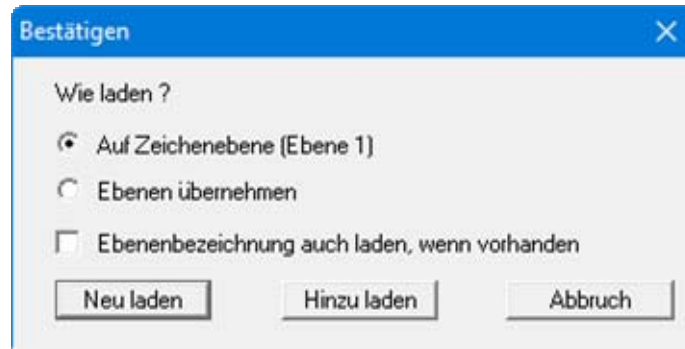 Bestätigen
Wie laden ?
Auf Zeichenebene (Ebene 1)
Ebenen übernehmen
Ebenenbezeichnung auch laden, wenn vorhanden
Neu laden Hinzu laden Abbruch